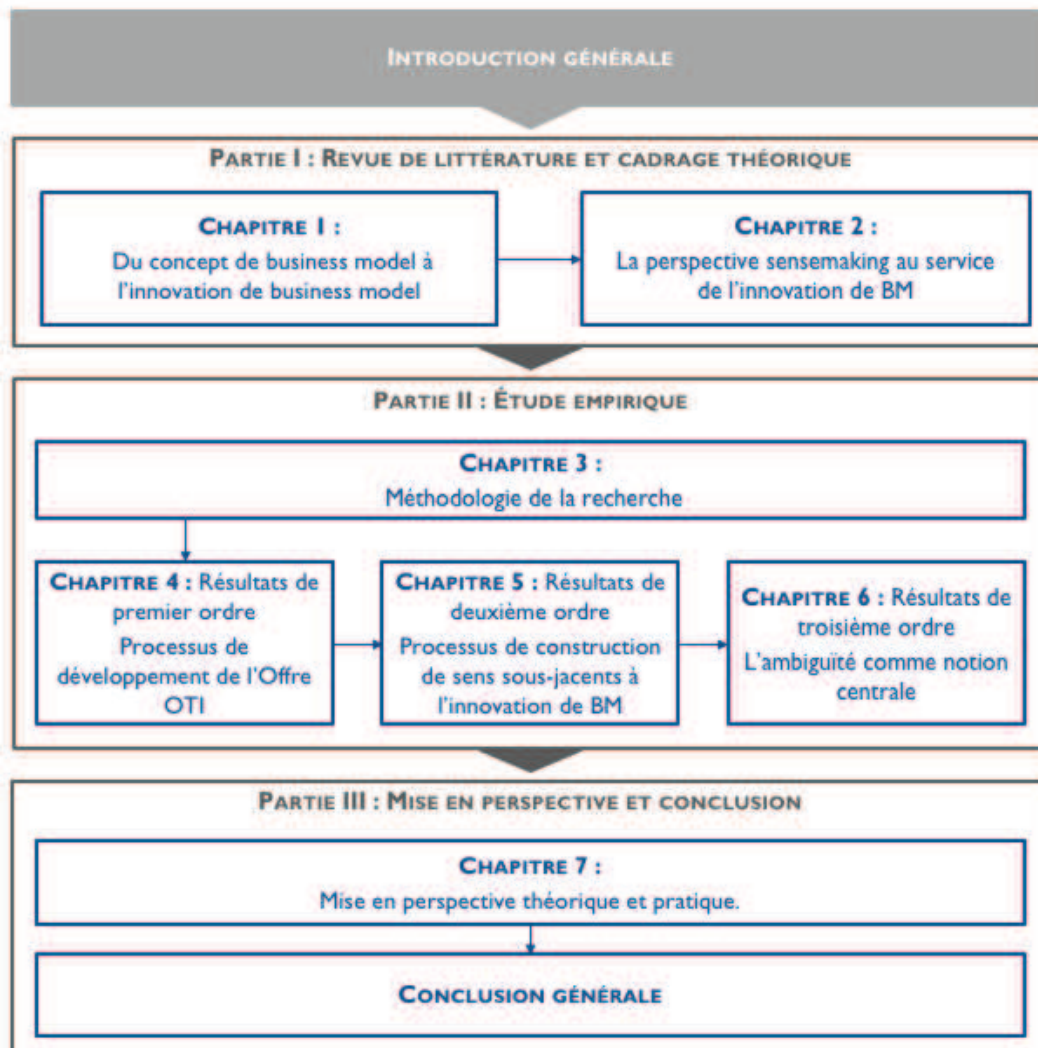 INTRODUCTION GÉNÉRALE
PARTIE I : REVUE DE LITTÉRATURE ET CADRAGE THÉORIQUE
CHAPITRE 1 :
Du concept de business model à
l'innovation de business model
CHAPITRE 2 :
La perspective sensemaking au service
de l'innovation de BM
PARTIE II : ÉTUDE EMPIRIQUE
CHAPITRE 3 :
Méthodologie de la recherche
CHAPITRE 4 : Résultats de
premier ordre
Processus de
développement de l'Offre
OTI
CHAPITRE 5 : Résultats de
deuxième ordre
Processus de construction
de sens sous-jacents à
l'innovation de BM
CHAPITRE 6 : Résultats de
troisième ordre
L'ambiguïté comme notion
centrale
PARTIE III : MISE EN PERSPECTIVE ET CONCLUSION
CHAPITRE 7 :
Mise en perspective théorique et pratique.
CONCLUSION GÉNÉRALE